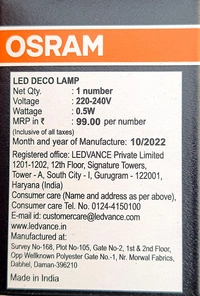 OSRAM
LED DECO LAMP
Net Qty. : 1 number
Voltage : 220-240V
Wattage : 0.5W
MRP in ₹ : 99.00 per number
(Inclusive of all taxes)
Month and year of Manufacture: 10/2022
Registered office: LEDVANCE Private Limited
1201-1202, 12th Floor, Signature Towers,
Tower - A, South City - I, Gurugram - 122001,
Haryana (India)
Consumer care (Name and address as per above),
Consumer care Tel. No. 0124-4150100
E-mail id: customercare@ledvance.com
www.ledvance.in
Manufactured at:
Survey No-168, Plot No-105, Gate No-2, 1st & 2nd Floor,
Opp Wellknown Polyester Gate No.-1, Nr. Morwal Fabrics,
Dabhel, Daman-396210
Made in India